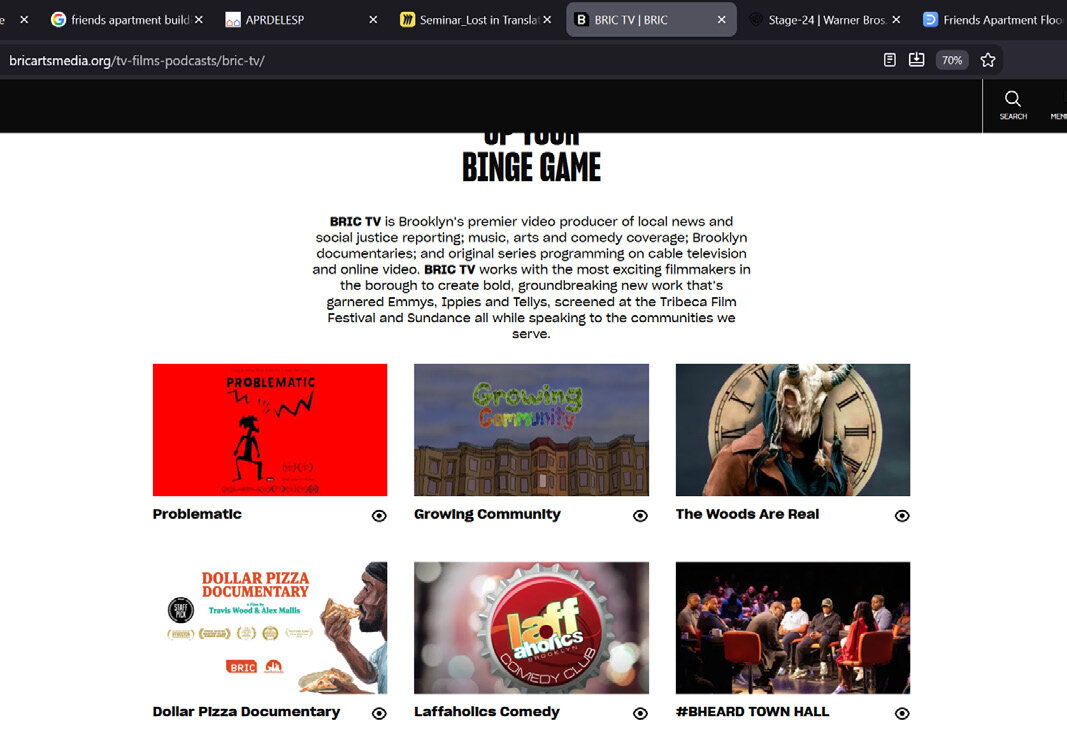 e
friends apartment build
APRDELESP
Seminar_Lost in Translat
BRIC TV | BRIC
Stage-24 | Warner Bros.
Friends Apartment Floo
bricartsmedia.org/tv-films-podcasts/bric-tv/
70%
SEARCH
MEM
UP YOUR
BINGE GAME
BRIC TV is Brooklyn's premier video producer of local news and
social justice reporting; music, arts and comedy coverage; Brooklyn
documentaries; and original series programming on cable television
and online video. BRIC TV works with the most exciting filmmakers in
the borough to create bold, groundbreaking new work that's
garnered Emmys, Ippies and Tellys, screened at the Tribeca Film
Festival and Sundance all while speaking to the communities we
serve.
PROBLEMATIC
Growing
Community
Problematic
Growing Community
The Woods Are Real
DOLLAR PIZZA
DOCUMENTARY
A Film By
Travis Wood & Alex Mallis
STAFF
PICK
BRIC
laff
aholics
BROOKLYN
COMEDY CLUB
Dollar Pizza Documentary
Laffaholics Comedy
#BHEARD TOWN HALL